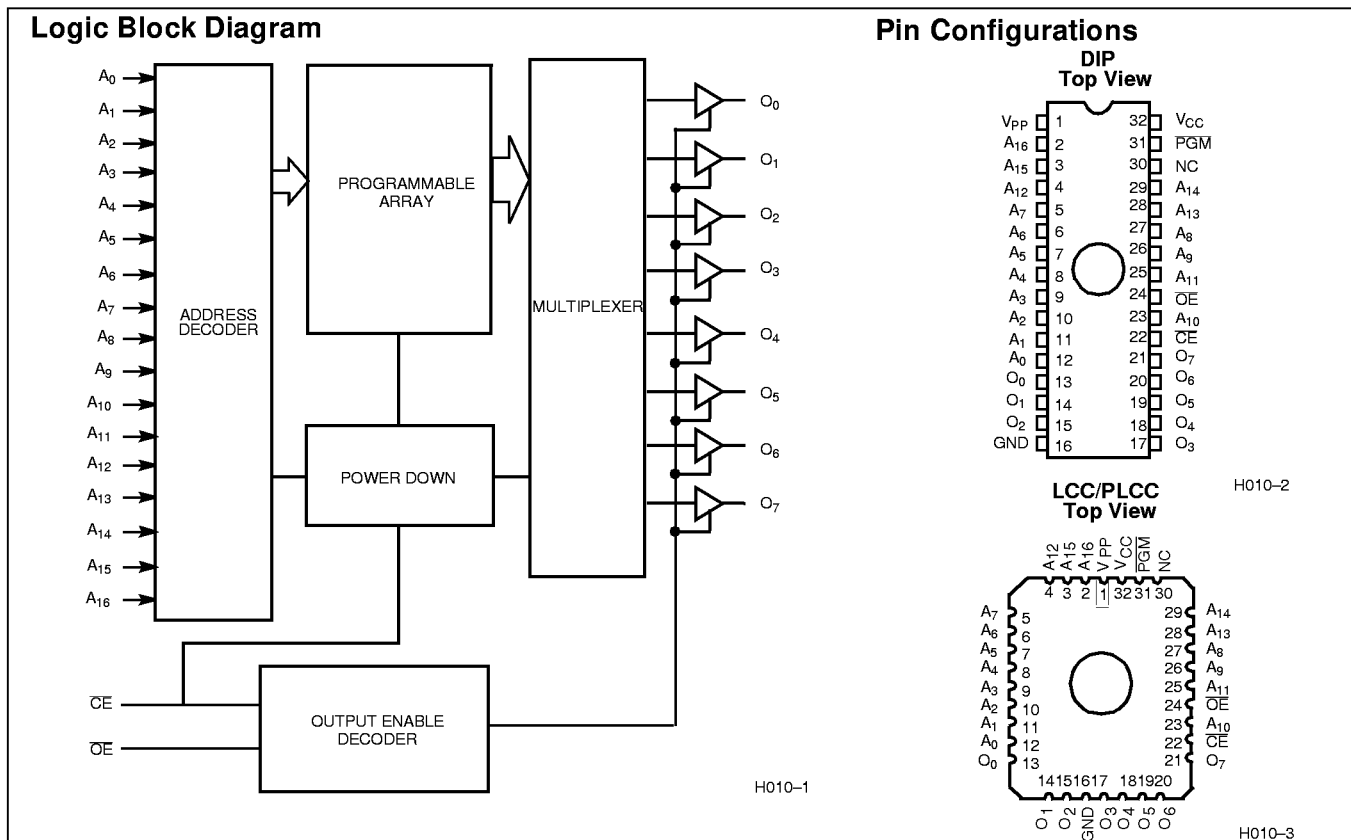 Logic Block Diagram
A0
A1
A2
A3
A4
A5
A6
A7
A8
A9
A10
A11
A12
A13
A14
A15
A16
ADDRESS
DECODER
PROGRAMMABLE
ARRAY
POWER DOWN
MULTIPLEXER
O0
O1
O2
O3
O4
O5
O6
O7
CE
OE
OUTPUT ENABLE
DECODER
H010–1
Pin Configurations
DIP
Top View
VPP 1 32 VCC
A16 2 31 PGM
A15 3 30 NC
A12 4 29 A14
A7 5 28 A13
A6 6 27 A8
A5 7 26 A9
A4 8 25 A11
A3 9 24 OE
A2 10 23 A10
A1 11 22 CE
A0 12 21 O7
O0 13 20 O6
O1 14 19 O5
O2 15 18 O4
GND 16 17 O3
H010–2
LCC/PLCC
Top View
A12 A15 A16 VPP VCC PGM NC
4 3 2 1 32 31 30
A7 5 29 A14
A6 6 28 A13
A5 7 27 A8
A4 8 26 A9
A3 9 25 A11
A2 10 24 OE
A1 11 23 A10
A0 12 22 CE
O0 13 21 O7
14 15 16 17 18 19 20
O1 O2 GND O3 O4 O5 O6
H010–3